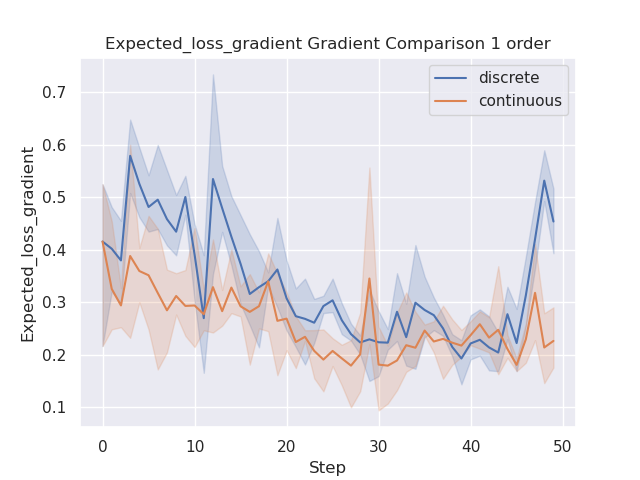 Expected_loss_gradient Gradient Comparison 1 order
discrete
continuous
Expected_loss_gradient
0.7
0.6
0.5
0.4
0.3
0.2
0.1
0 10 20 30 40 50
Step